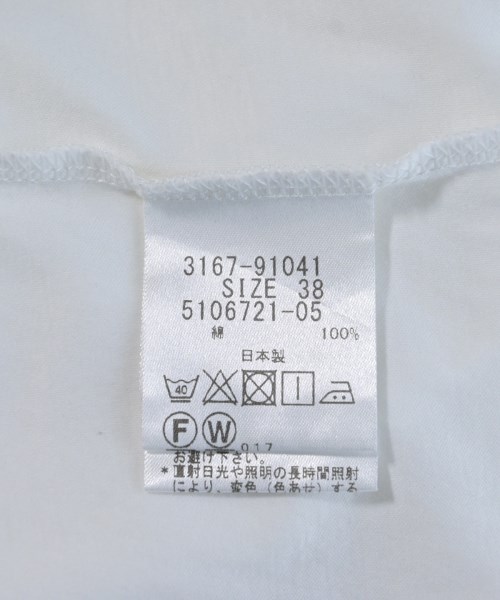 3167-91041
SIZE 38
5106721-05
綿 100%
日本製
40
F W
017
お避け下さい。
*直射日光や照明の長時間照射
により、変色(色あせ)する